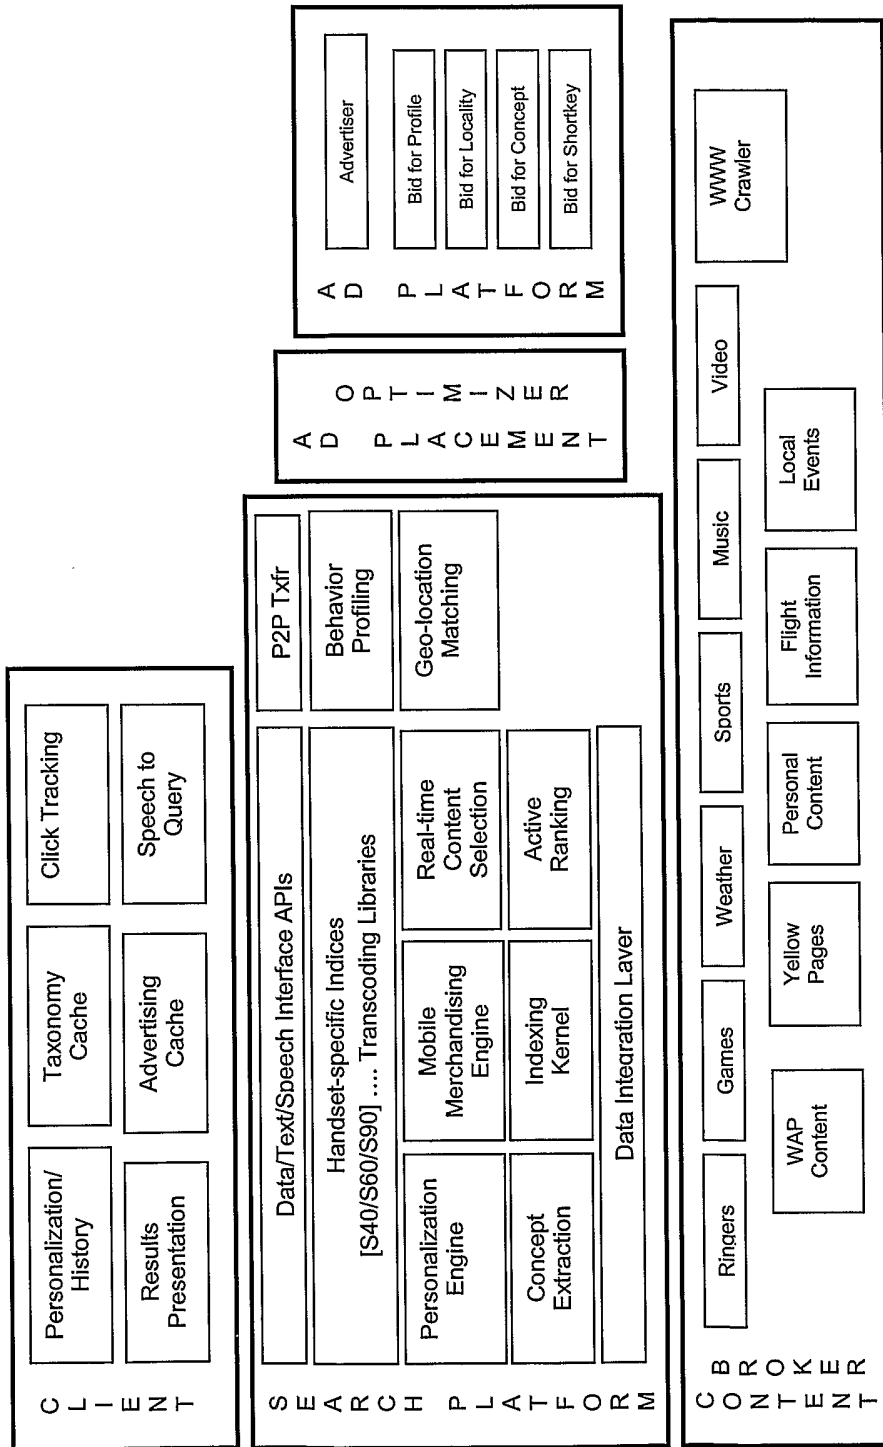 CLIENT
Personalization/
History
Taxonomy
Cache
Click Tracking
Results
Presentation
Advertising
Cache
Speech to
Query
SEARCH PLATFORM
Data/Text/Speech Interface APIs
P2P Txfr
Handset-specific Indices
[S40/S60/S90] .... Transcoding Libraries
Behavior
Profiling
Personalization
Engine
Mobile
Merchandising
Engine
Real-time
Content
Selection
Geo-location
Matching
Concept
Extraction
Indexing
Kernel
Active
Ranking
Data Integration Layer
AD PLACEMENT
OPTIMIZER
AD PLATFORM
Advertiser
Bid for Profile
Bid for Locality
Bid for Concept
Bid for Shortkey
CONTENT
BROKER
Ringers
Games
Weather
Sports
Music
Video
WWW
Crawler
WAP
Content
Yellow
Pages
Personal
Content
Flight
Information
Local
Events